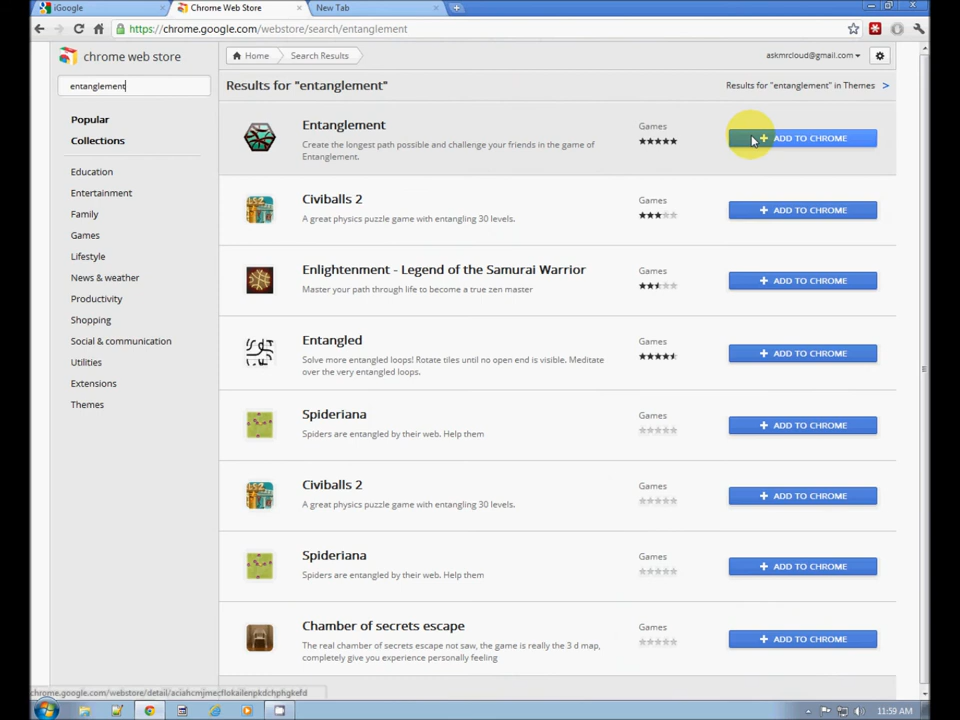 iGoogle
Chrome Web Store
New Tab
https://chrome.google.com/webstore/search/entanglement
chrome web store
Home
Search Results
askmrcloud@gmail.com
entanglement
Results for "entanglement"
Results for "entanglement" in Themes >
Popular
Collections
Education
Entertainment
Family
Games
Lifestyle
News & weather
Productivity
Shopping
Social & communication
Utilities
Extensions
Themes
Entanglement
Create the longest path possible and challenge your friends in the game of
Entanglement.
Games
ADD TO CHROME
Civiballs 2
A great physics puzzle game with entangling 30 levels.
Games
ADD TO CHROME
Enlightenment - Legend of the Samurai Warrior
Master your path through life to become a true zen master
Games
ADD TO CHROME
Entangled
Solve more entangled loops! Rotate tiles until no open end is visible. Meditate
over the very entangled loops.
Games
ADD TO CHROME
Spideriana
Spiders are entangled by their web. Help them
Games
ADD TO CHROME
Civiballs 2
A great physics puzzle game with entangling 30 levels.
Games
ADD TO CHROME
Spideriana
Spiders are entangled by their web. Help them
Games
ADD TO CHROME
Chamber of secrets escape
The real chamber of secrets escape not saw, the game is really the 3 d map,
completely give you experience personally feeling
Games
ADD TO CHROME
11:59 AM